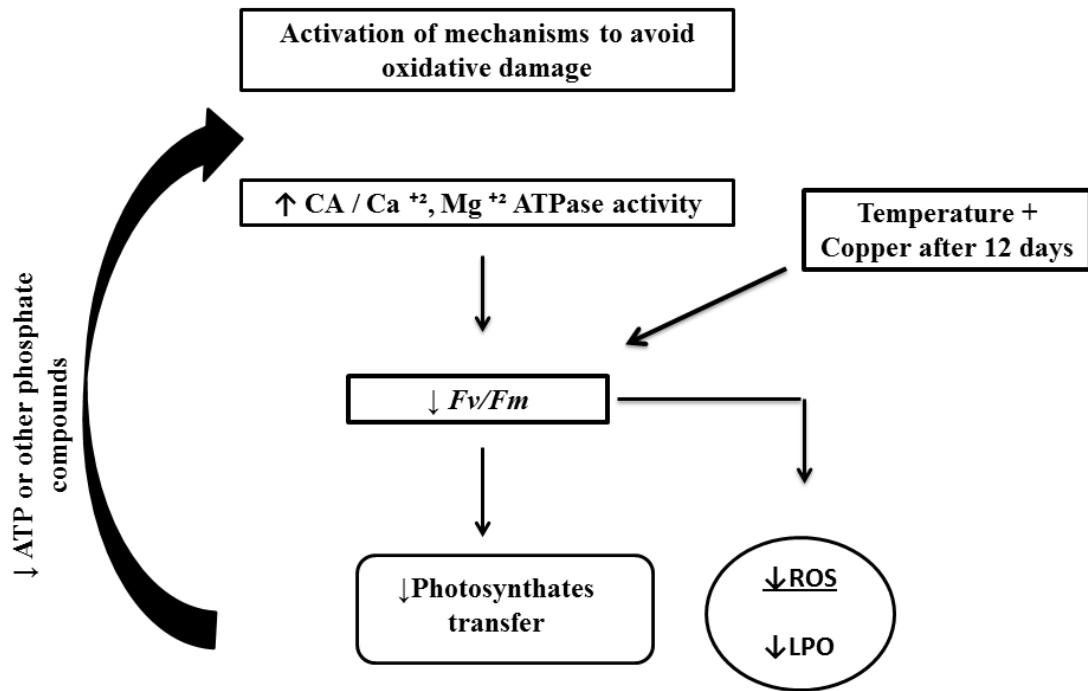 Activation of mechanisms to avoid
oxidative damage
↑ CA / Ca ⁺², Mg ⁺² ATPase activity
Temperature +
Copper after 12 days
↓ ATP or other phosphate
compounds
↓ Fv/Fm
↓Photosynthates
transfer
↓ROS
↓LPO